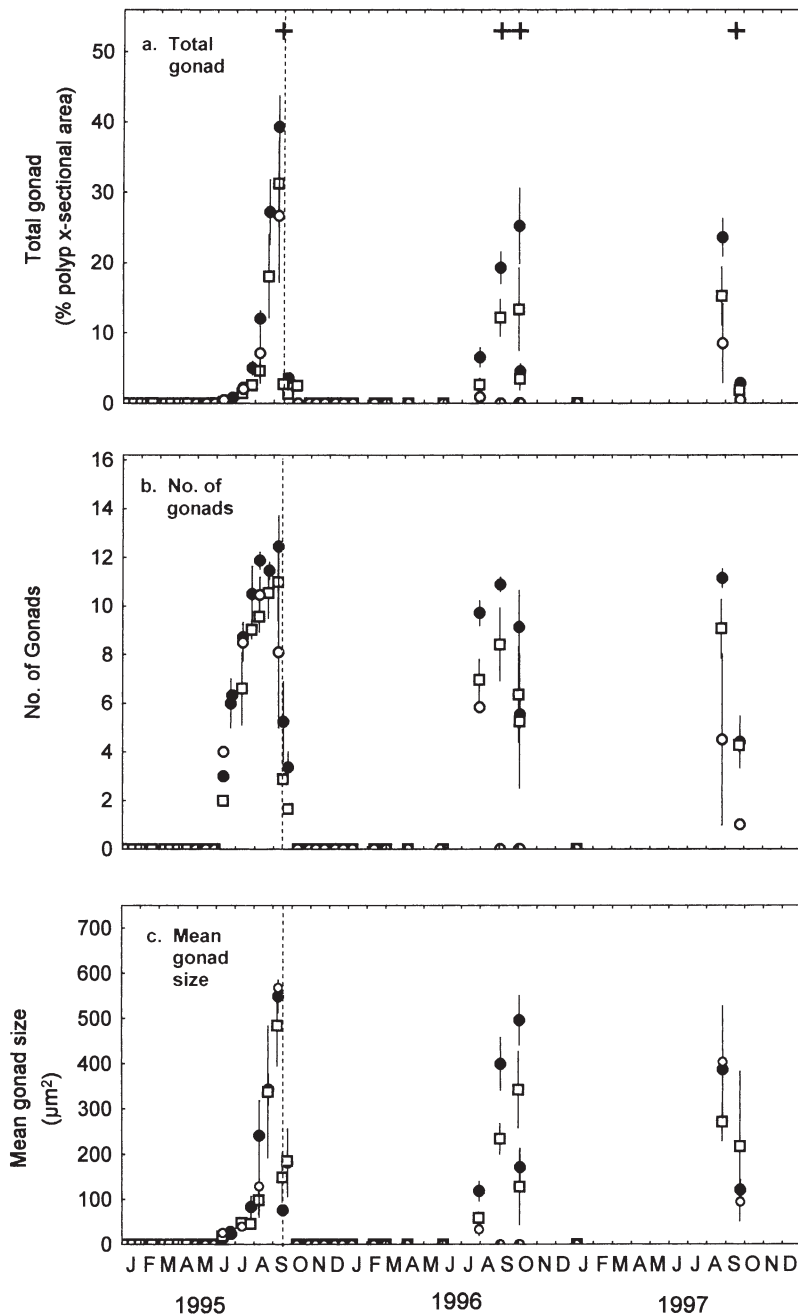 a. Total
gonad
Total gonad
(% polyp x-sectional area)
50
40
30
20
10
0
b. No. of
gonads
No. of Gonads
16
14
12
10
8
6
4
2
0
c. Mean
gonad
size
Mean gonad size
(µm²)
700
600
500
400
300
200
100
0
J F M A M J J A S O N D J F M A M J J A S O N D J F M A M J J A S O N D
1995 1996 1997